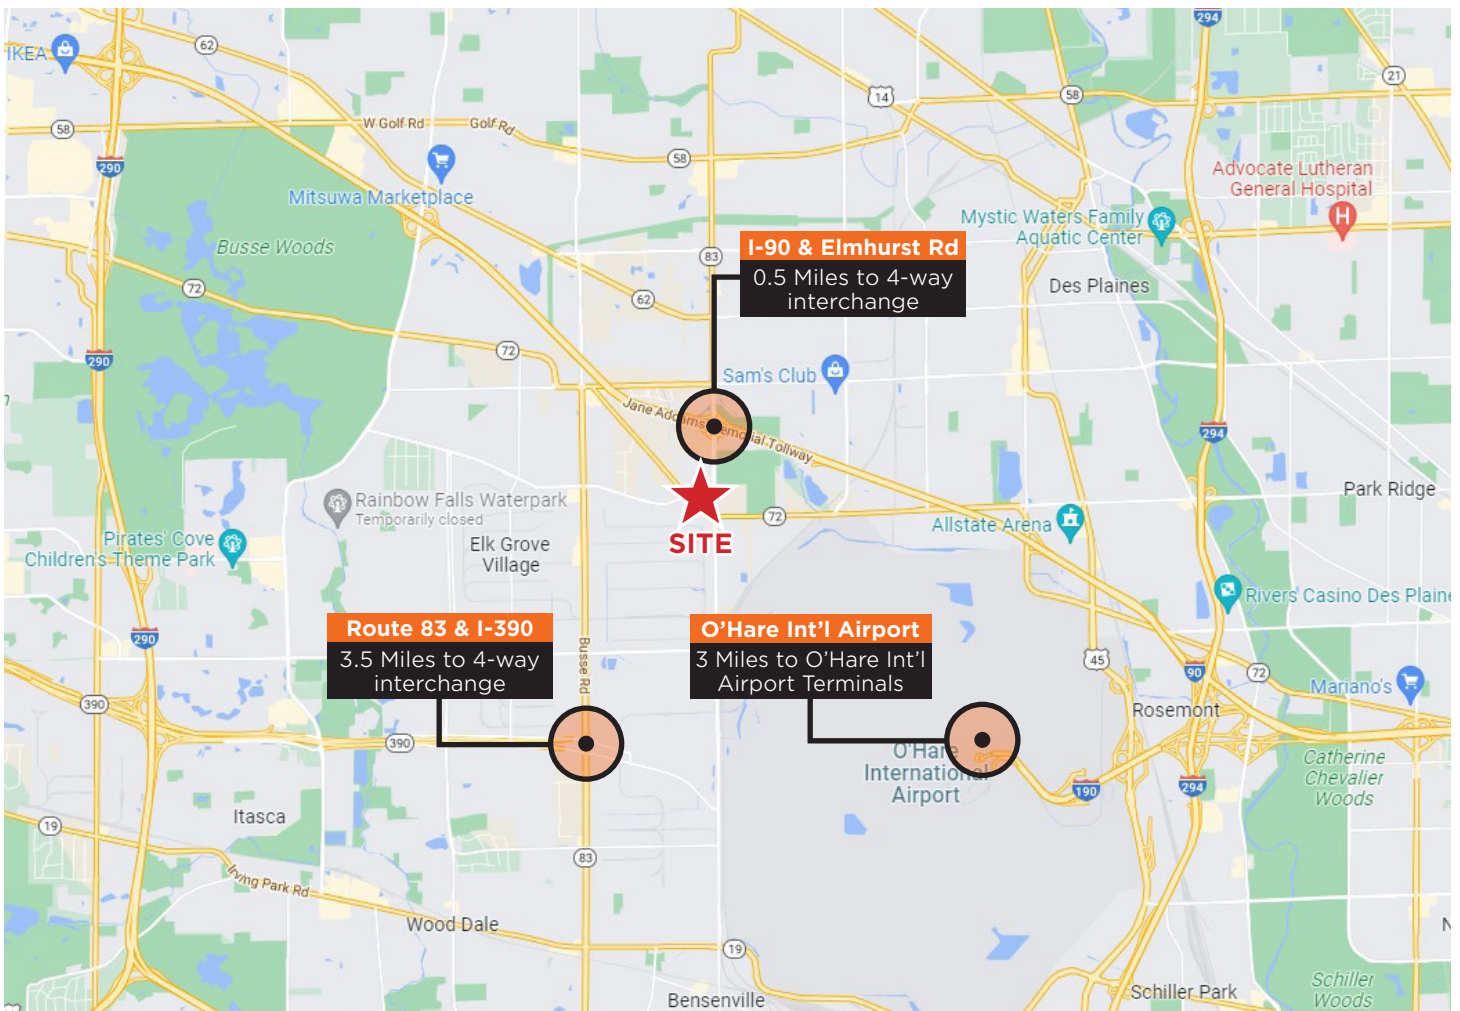 294
IKEA
62
21
14
58
58
W Golf Rd
Golf Rd
58
290
Advocate Lutheran
General Hospital
H
Mitsuwa Marketplace
Mystic Waters Family
Aquatic Center
Busse Woods
83
I-90 & Elmhurst Rd
0.5 Miles to 4-way
interchange
Des Plaines
72
62
72
290
Sam's Club
Jane Addams Memorial Tollway
294
Rainbow Falls Waterpark
Temporarily closed
Park Ridge
72
Allstate Arena
SITE
Pirates' Cove
Children's Theme Park
Elk Grove
Village
Rivers Casino Des Plaine
290
Route 83 & I-390
3.5 Miles to 4-way
interchange
O'Hare Int'l Airport
3 Miles to O'Hare Int'l
Airport Terminals
Busse Rd
45
90
72
Mariano's
390
Rosemont
390
O'Hare
International
Airport
190
294
Catherine
Chevalier
Woods
Itasca
19
83
Irving Park Rd
Wood Dale
19
Bensenville
Schiller Park
Schiller
Woods